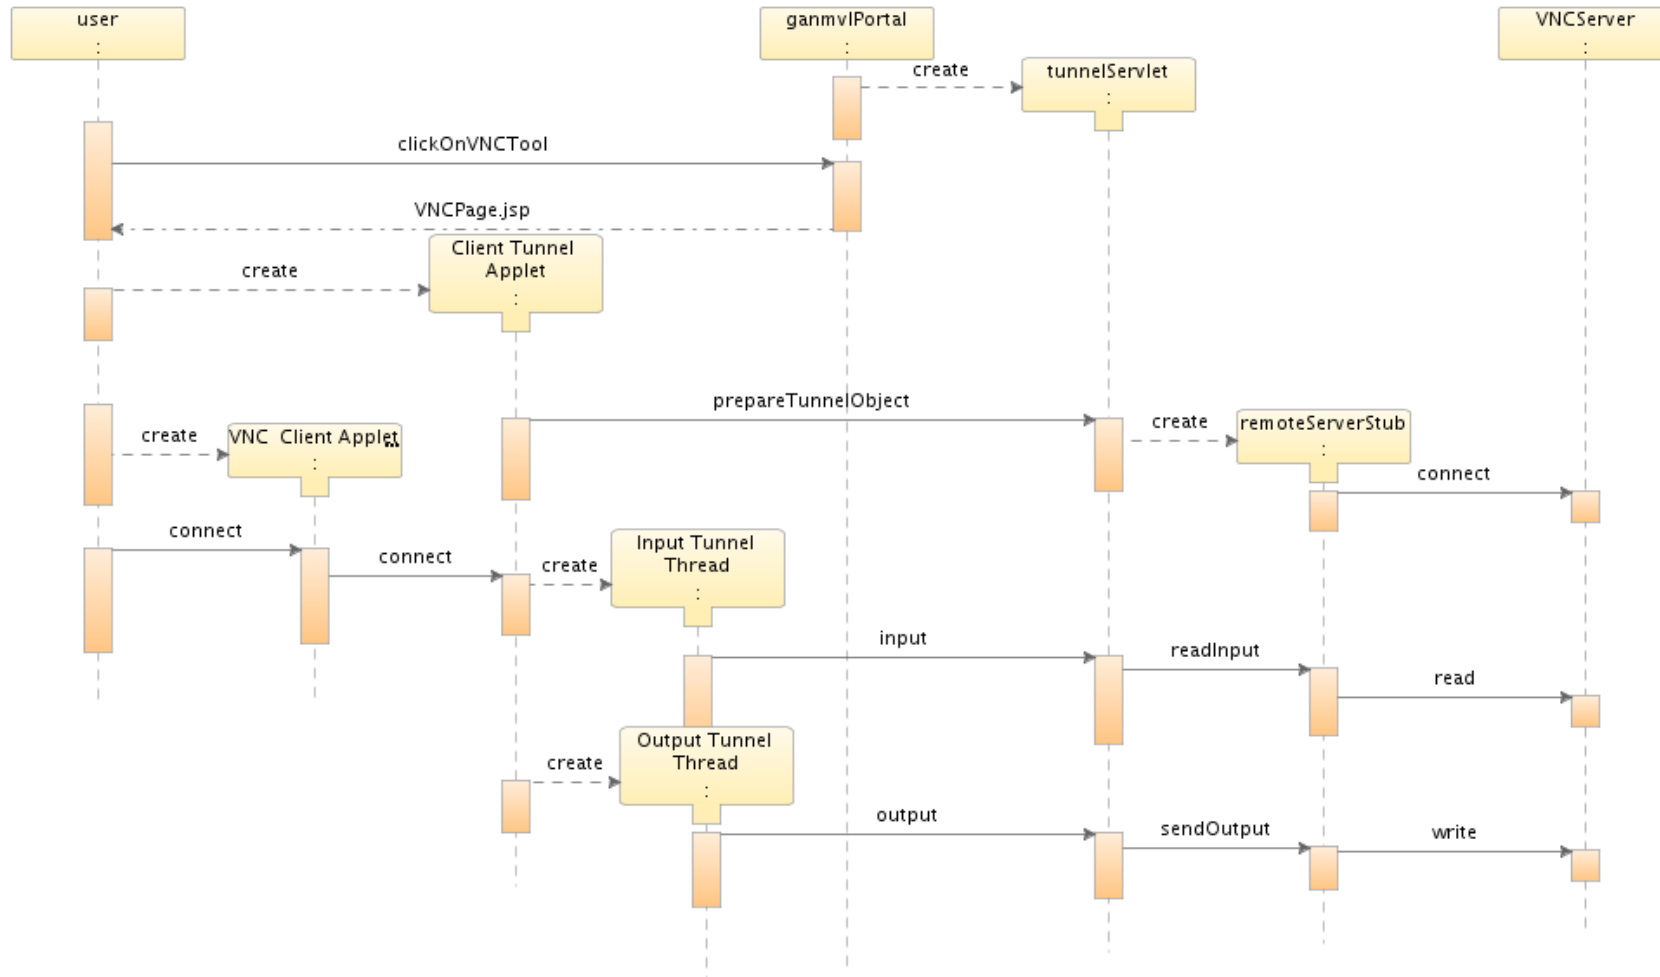 user
:
ganmvlPortal
:
VNCServer
:
create
tunnelServlet
:
clickOnVNCTool
VNCPage.jsp
Client Tunnel
Applet
:
create
prepareTunnelObject
create
remoteServerStub
:
create
VNC Client Applet
:
connect
connect
connect
create
Input Tunnel
Thread
:
input
readInput
read
create
Output Tunnel
Thread
:
output
sendOutput
write